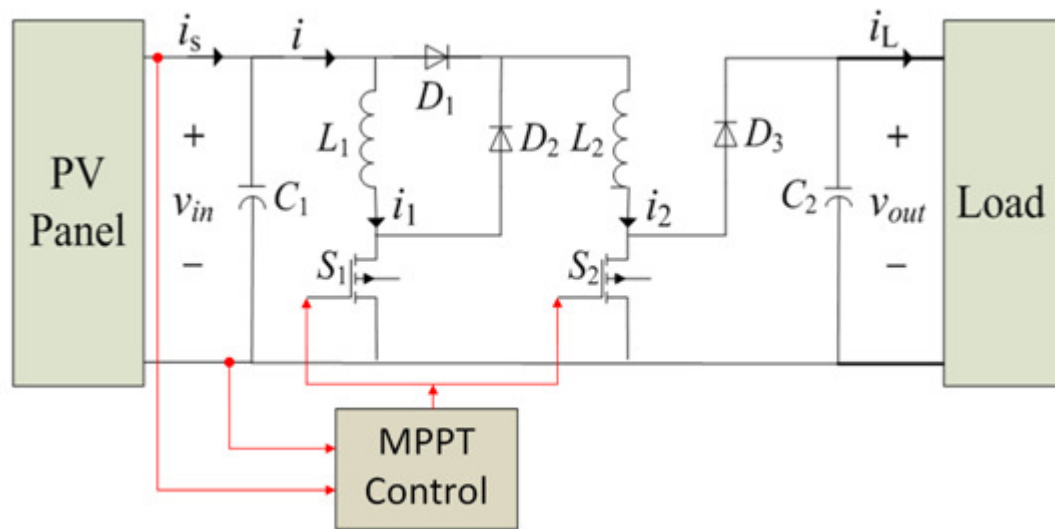 PV
Panel
i_s
i
+
v_in
−
C_1
L_1
D_1
D_2
i_1
S_1
L_2
i_2
S_2
D_3
C_2
i_L
+
v_out
−
Load
MPPT
Control